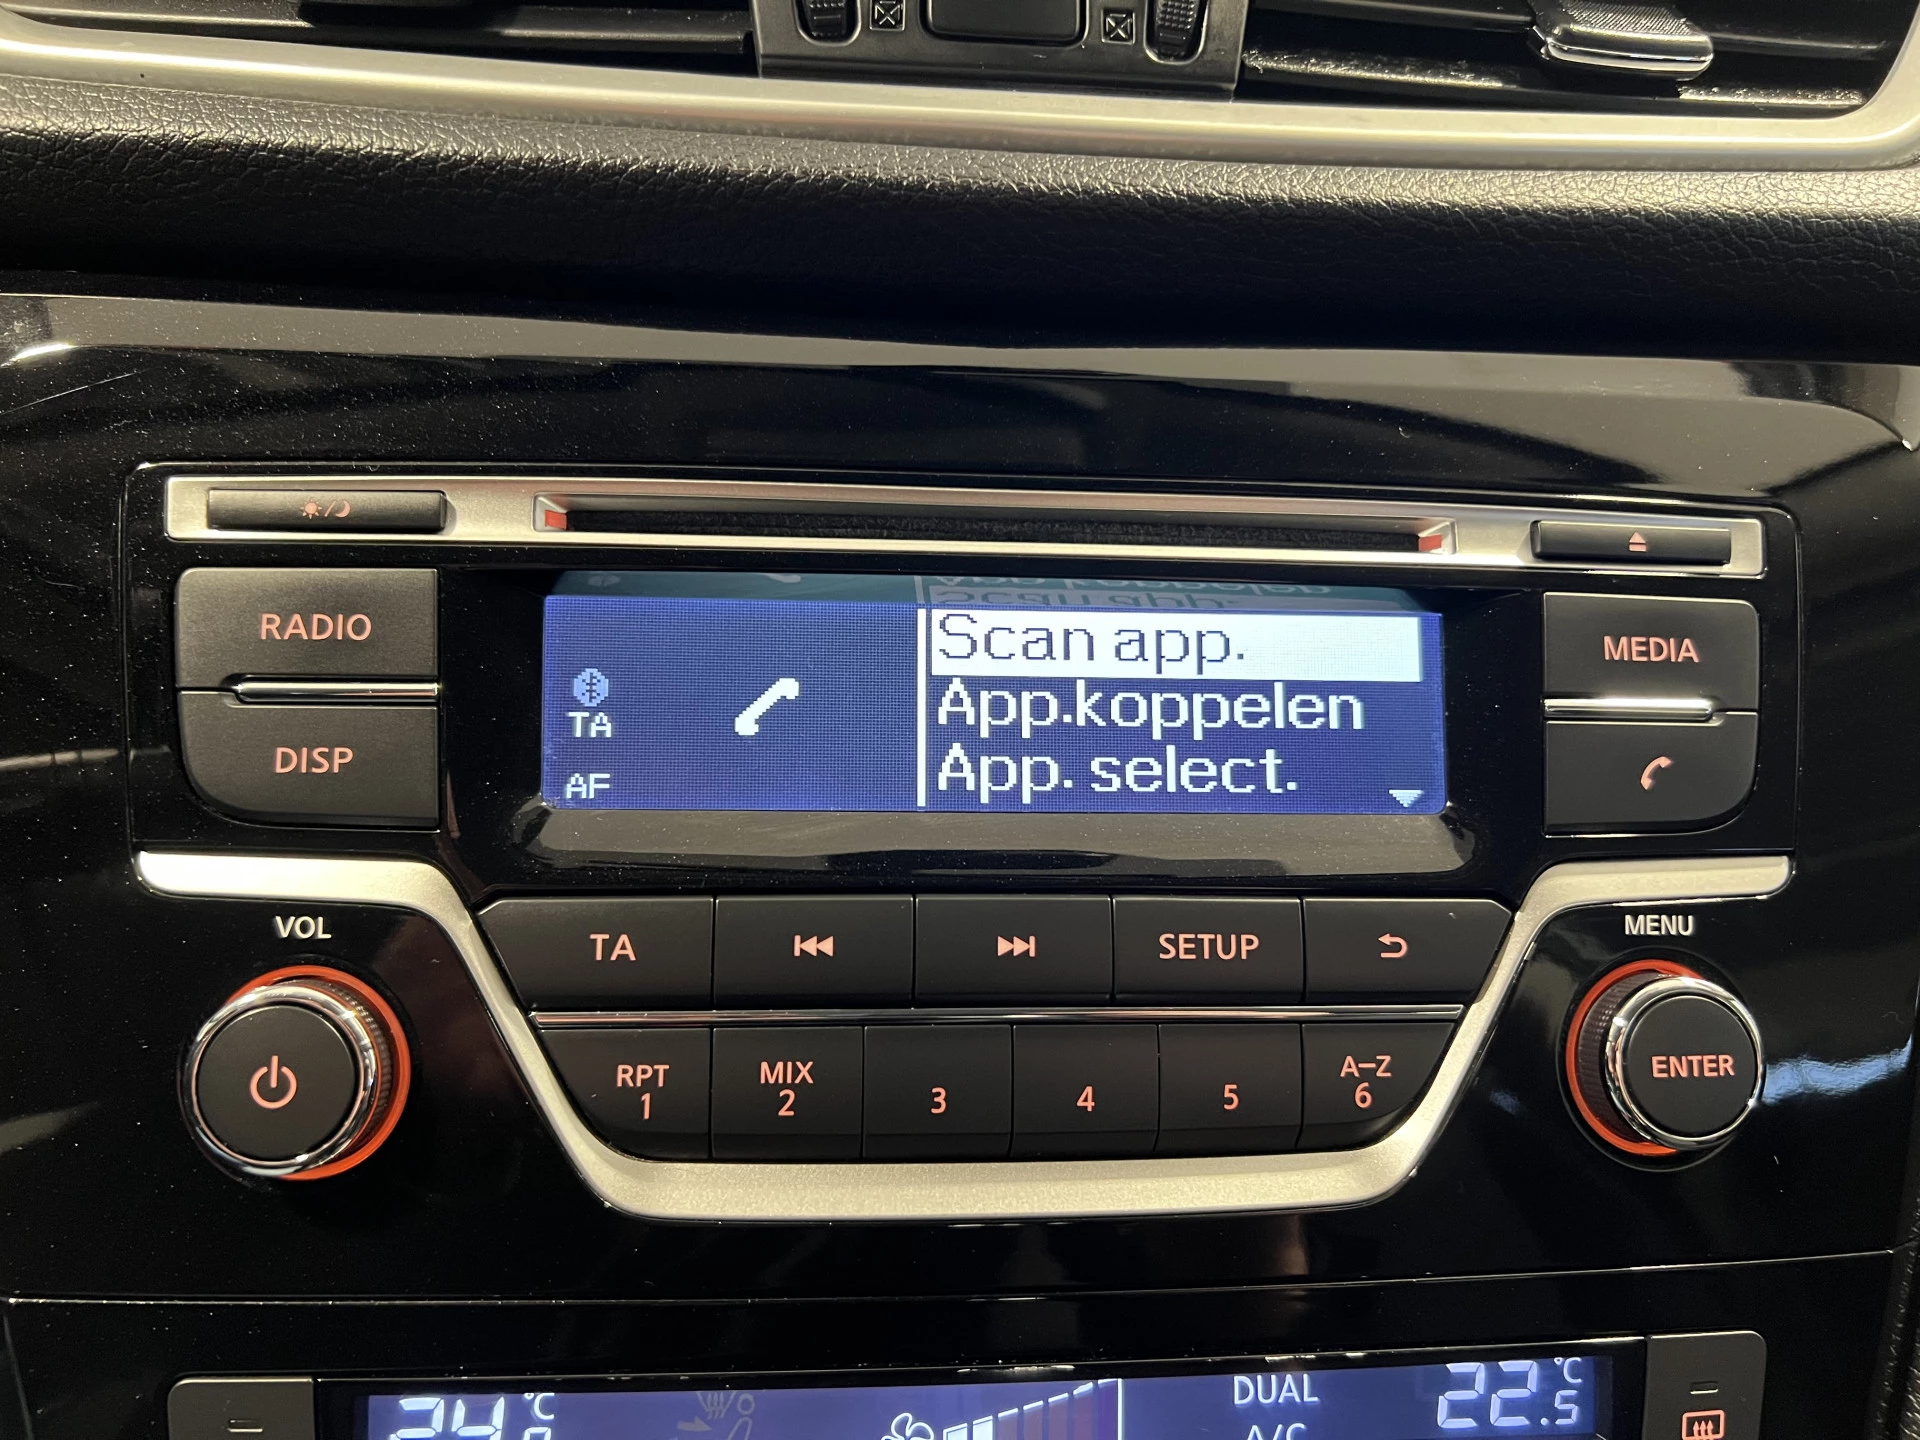 RADIO
DISP
TA
AF
Scan app.
App.koppelen
App. select.
MEDIA
VOL
MENU
TA
SETUP
RPT
1
MIX
2
3
4
5
A–Z
6
ENTER
°C
DUAL
22.5
°C
A/C